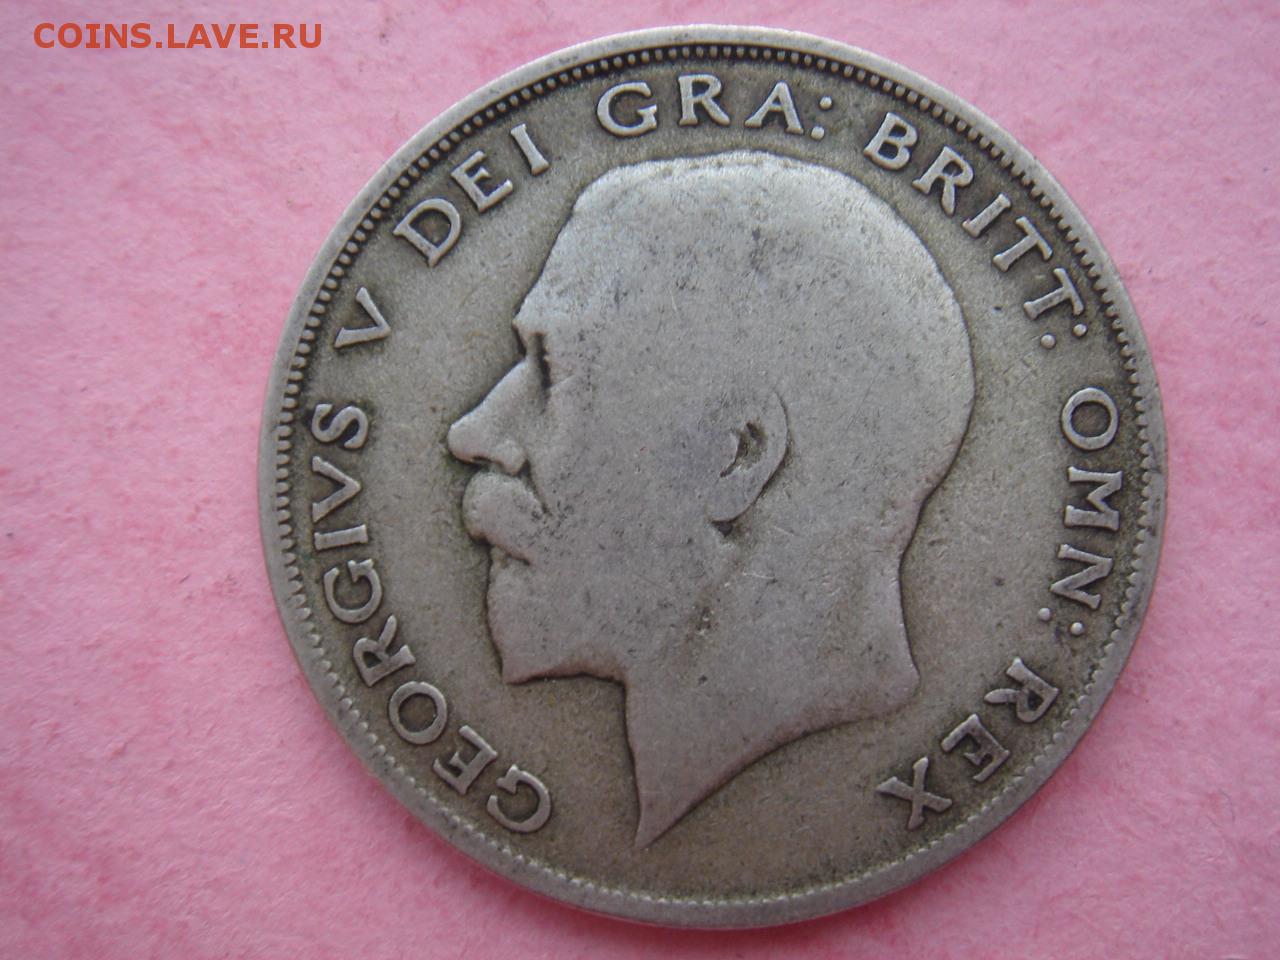 COINS.LAVE.RU
GEORGIVS V DEI GRA: BRITT: OMN: REX